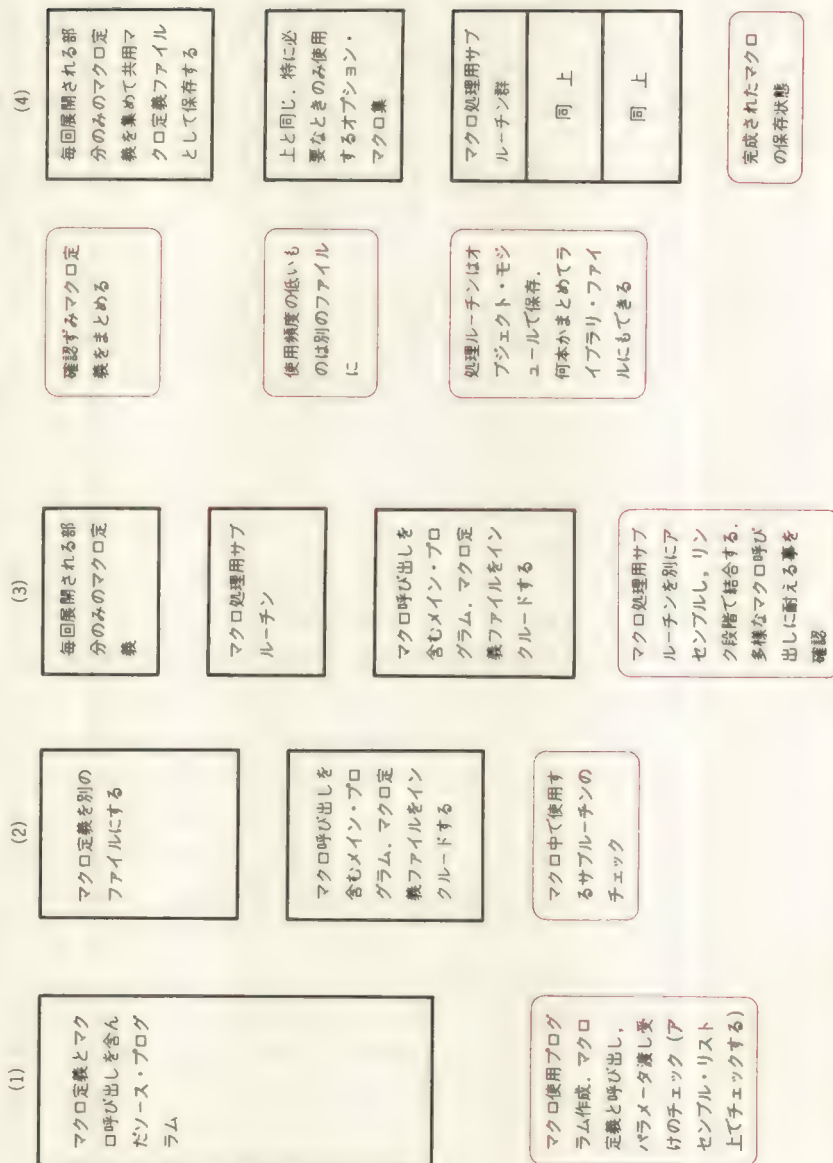 (1)
マクロ定義とマク
ロ呼び出しを含ん
だソース・プログ
ラム
マクロ使用プログ
ラム作成．マクロ
定義と呼び出し，
パラメータ渡し受
けのチェック（ア
センブル・リスト
上でチェックする）
(2)
マクロ定義を別の
ファイルにする
マクロ呼び出しを
含むメイン・プロ
グラム．マクロ定
義ファイルをイン
クルードする
マクロ中で使用す
るサブルーチンの
チェック
(3)
毎回展開される部
分のみのマクロ定
義
マクロ処理用サブ
ルーチン
マクロ呼び出しを
含むメイン・プロ
グラム．マクロ定
義ファイルをイン
クルードする
マクロ処理用サブ
ルーチンを別にア
センブルし，リン
ク段階で結合する．
多様なマクロ呼び
出しに耐える事を
確認
確認ずみマクロ定
義をまとめる
使用頻度の低いも
のは別のファイル
に
処理ルーチンはオ
ブジェクト・モジ
ュールで保存．
何本かまとめてラ
イブラリ・ファイ
ルにもできる
(4)
毎回展開される部
分のみのマクロ定
義を集めて共用マ
クロ定義ファイル
として保存する
上と同じ．特に必
要なときのみ使用
するオプション・
マクロ集
マクロ処理用サブ
ルーチン群
同 上
同 上
完成されたマクロ
の保存状態